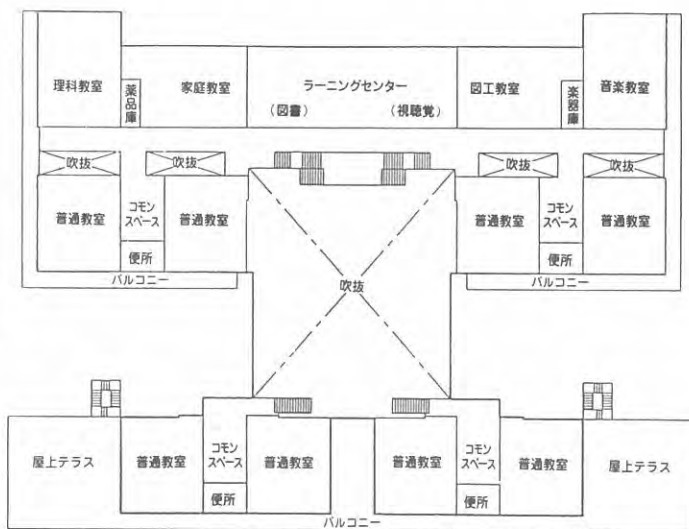 理科教室
薬品庫
家庭教室
ラーニングセンター
（図書）
（視聴覚）
図工教室
楽器庫
音楽教室
吹抜
吹抜
吹抜
吹抜
普通教室
コモン
スペース
普通教室
普通教室
コモン
スペース
普通教室
便所
便所
バルコニー
バルコニー
吹抜
屋上テラス
普通教室
コモン
スペース
普通教室
普通教室
コモン
スペース
普通教室
屋上テラス
便所
便所
バルコニー